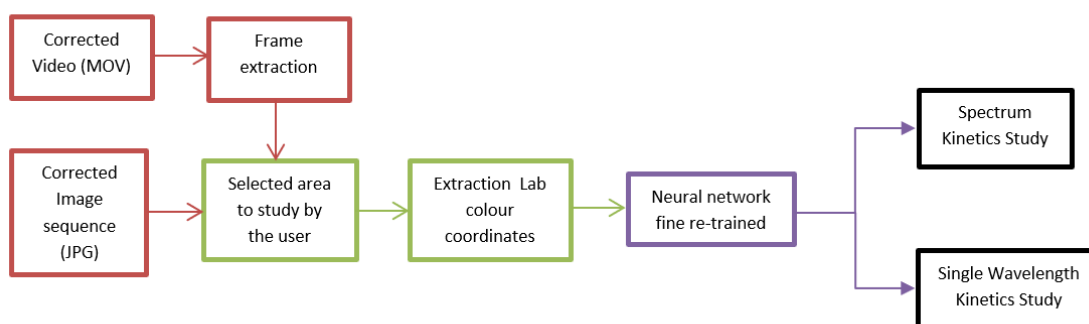 Corrected
Video (MOV)
Frame
extraction
Corrected
Image
sequence
(JPG)
Selected area
to study by
the user
Extraction Lab
colour
coordinates
Neural network
fine re-trained
Spectrum
Kinetics Study
Single Wavelength
Kinetics Study